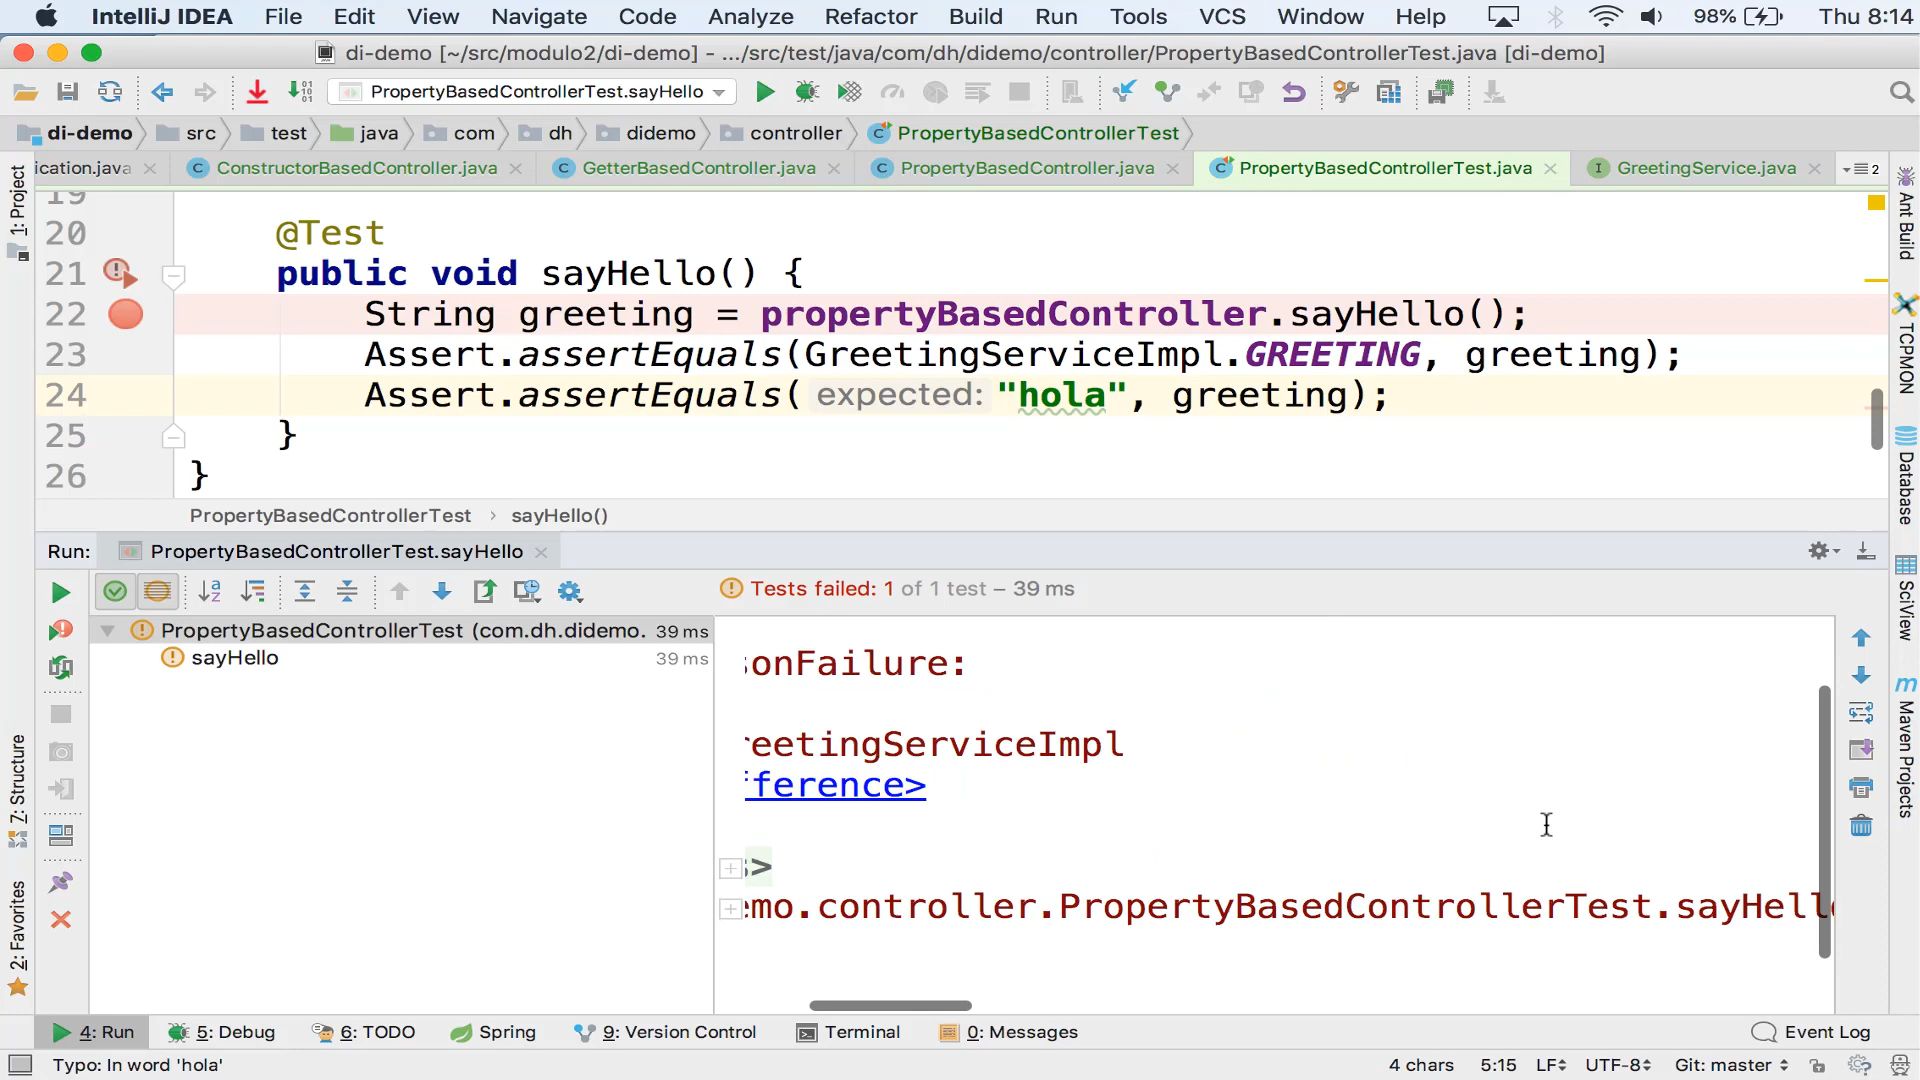 IntelliJ IDEA File Edit View Navigate Code Analyze Refactor Build Run Tools VCS Window Help 98% Thu 8:14
di-demo [~/src/modulo2/di-demo] - .../src/test/java/com/dh/didemo/controller/PropertyBasedControllerTest.java [di-demo]
PropertyBasedControllerTest.sayHello
di-demo src test java com dh didemo controller PropertyBasedControllerTest
ication.java ConstructorBasedController.java GetterBasedController.java PropertyBasedController.java PropertyBasedControllerTest.java GreetingService.java 2
19
20 @Test
21 public void sayHello() {
22 String greeting = propertyBasedController.sayHello();
23 Assert.assertEquals(GreetingServiceImpl.GREETING, greeting);
24 Assert.assertEquals( expected: "hola", greeting);
25 }
26 }
PropertyBasedControllerTest › sayHello()
Run: PropertyBasedControllerTest.sayHello
Tests failed: 1 of 1 test – 39 ms
PropertyBasedControllerTest (com.dh.didemo. 39 ms
sayHello 39 ms
sonFailure:
reetingServiceImpl
fference>
>
emo.controller.PropertyBasedControllerTest.sayHello
1: Project
7: Structure
2: Favorites
Ant Build
TCPMON
Database
SciView
Maven Projects
4: Run 5: Debug 6: TODO Spring 9: Version Control Terminal 0: Messages Event Log
Typo: In word 'hola' 4 chars 5:15 LF UTF-8 Git: master